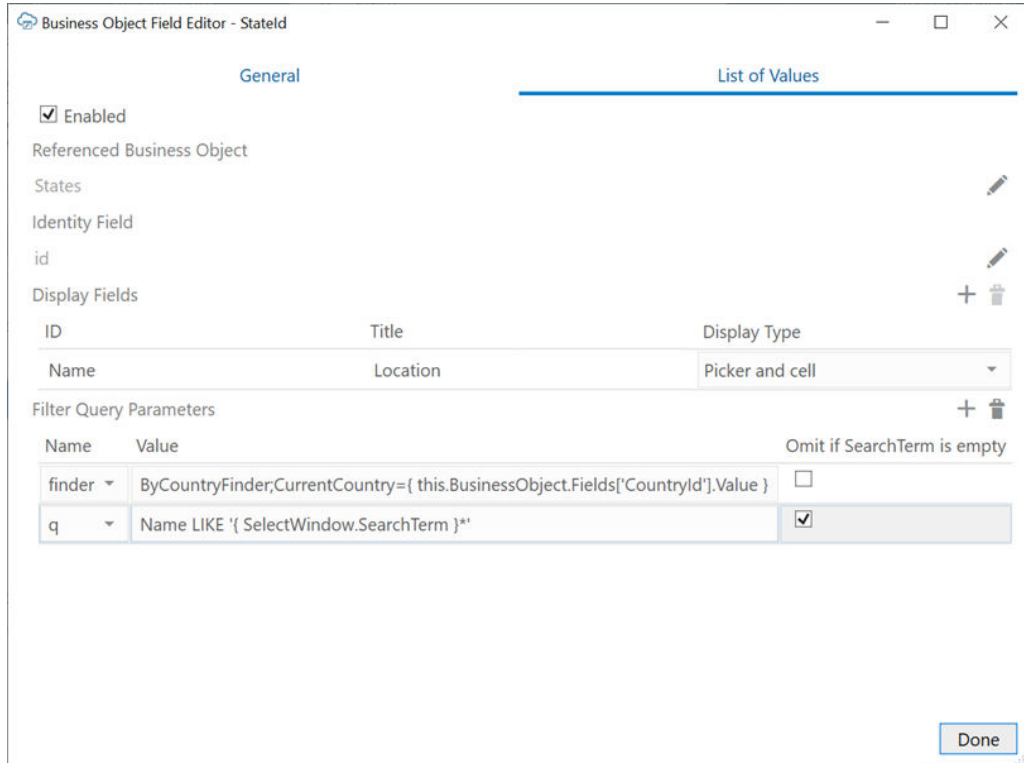 Business Object Field Editor - StateId
General List of Values
Enabled
Referenced Business Object
States
Identity Field
id
Display Fields
ID Title Display Type
Name Location Picker and cell
Filter Query Parameters
Name Value Omit if SearchTerm is empty
finder ByCountryFinder;CurrentCountry={ this.BusinessObject.Fields['CountryId'].Value }
q Name LIKE '{ SelectWindow.SearchTerm }*'
Done